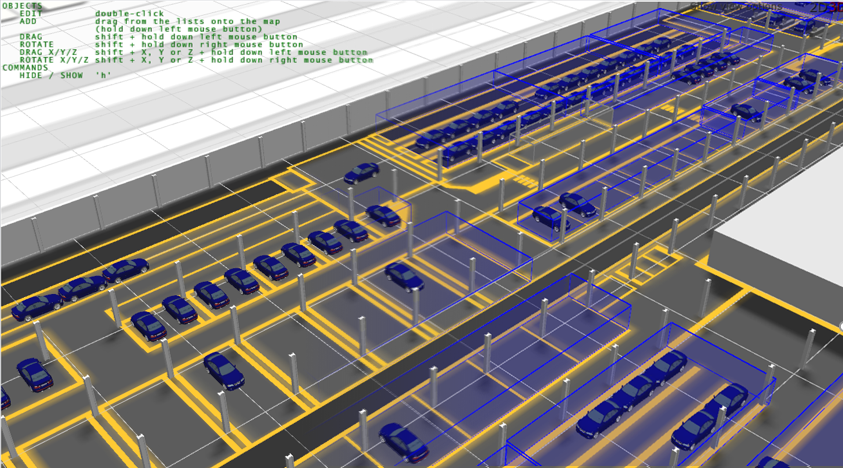 OBJECTS
EDIT double-click
ADD drag from the lists onto the map
(hold down left mouse button)
DRAG shift + hold down left mouse button
ROTATE shift + hold down right mouse button
DRAG X/Y/Z shift + X, Y or Z + hold down left mouse button
ROTATE X/Y/Z shift + X, Y or Z + hold down right mouse button
COMMANDS
HIDE / SHOW 'h'